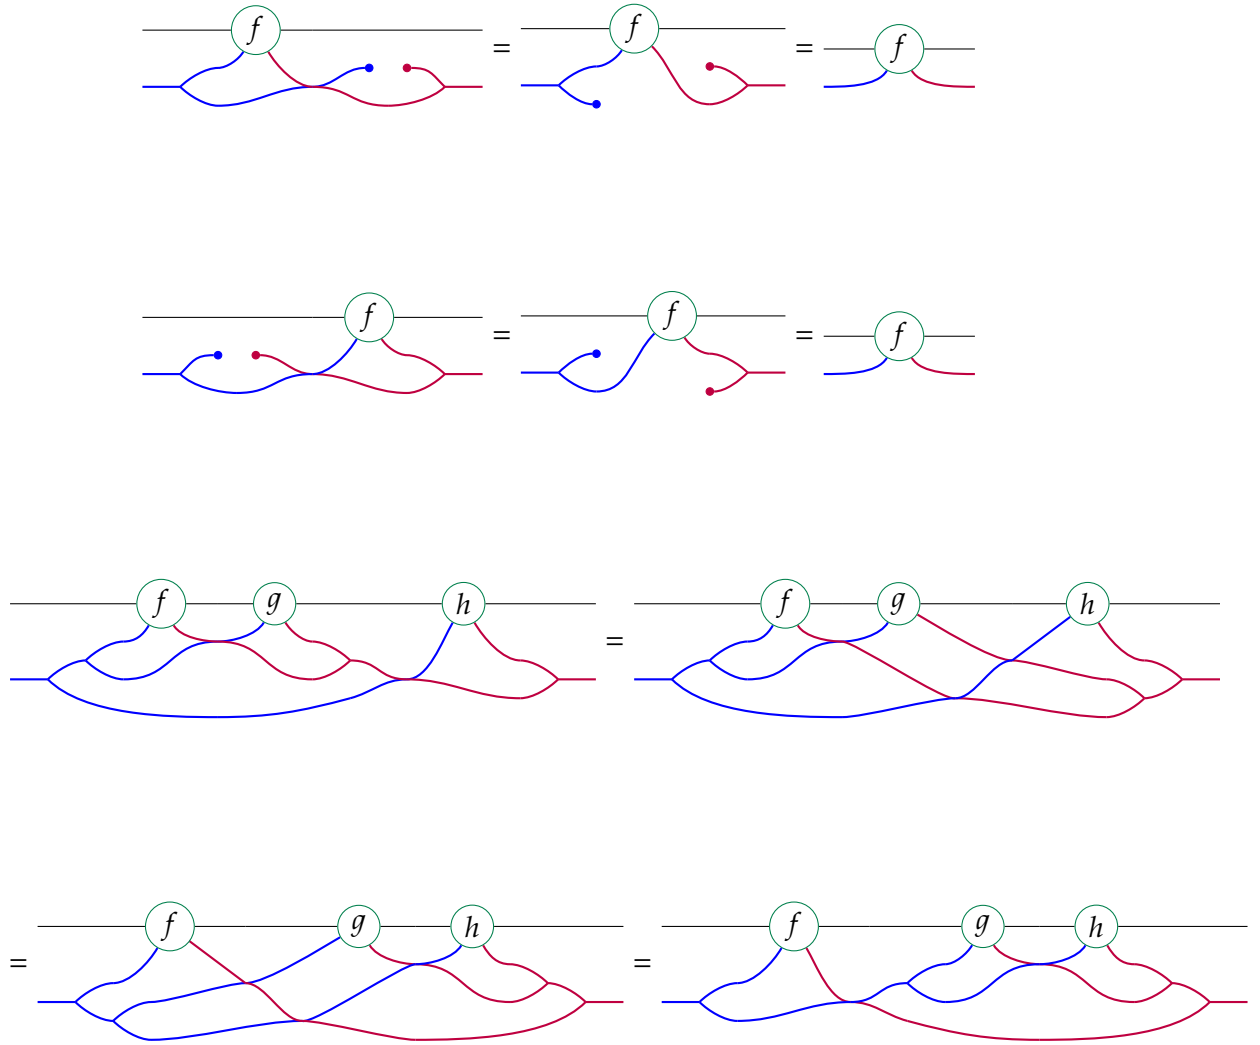 f = f = f
f = f = f
f g h = f g h
= f g h = f g h